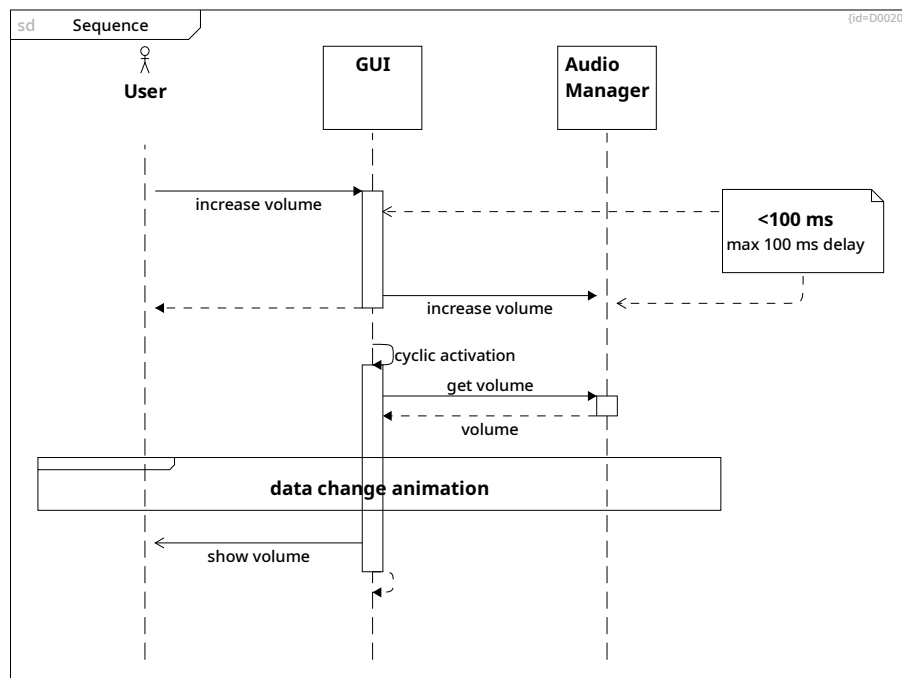 sd Sequence
{id=D0020
User
GUI
Audio
Manager
increase volume
<100 ms
max 100 ms delay
increase volume
cyclic activation
get volume
volume
data change animation
show volume